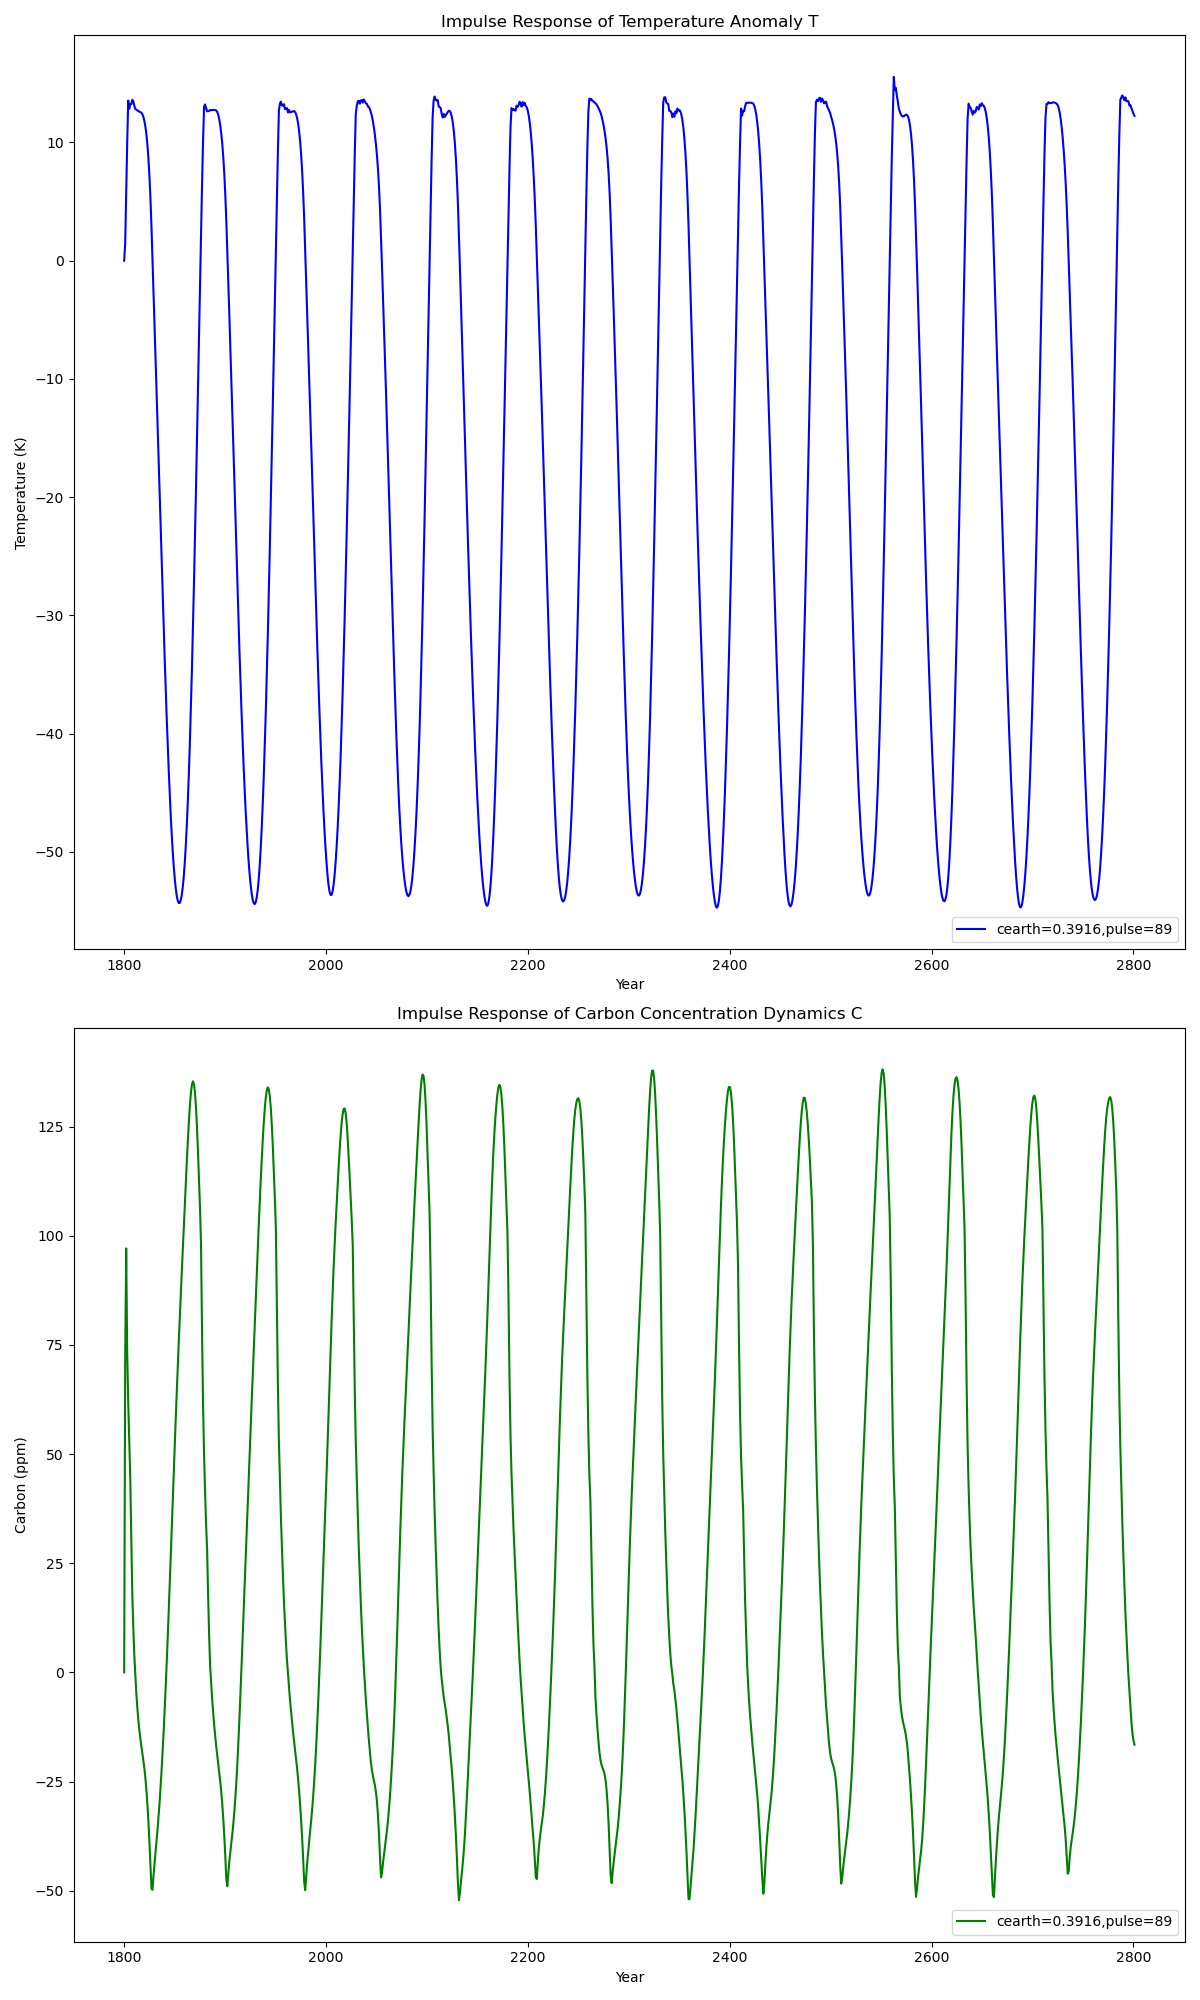 Impulse Response of Temperature Anomaly T
10
0
−10
−20
−30
−40
−50
Temperature (K)
cearth=0.3916,pulse=89
1800 2000 2200 2400 2600 2800
Year
Impulse Response of Carbon Concentration Dynamics C
125
100
75
50
25
0
−25
−50
Carbon (ppm)
cearth=0.3916,pulse=89
1800 2000 2200 2400 2600 2800
Year